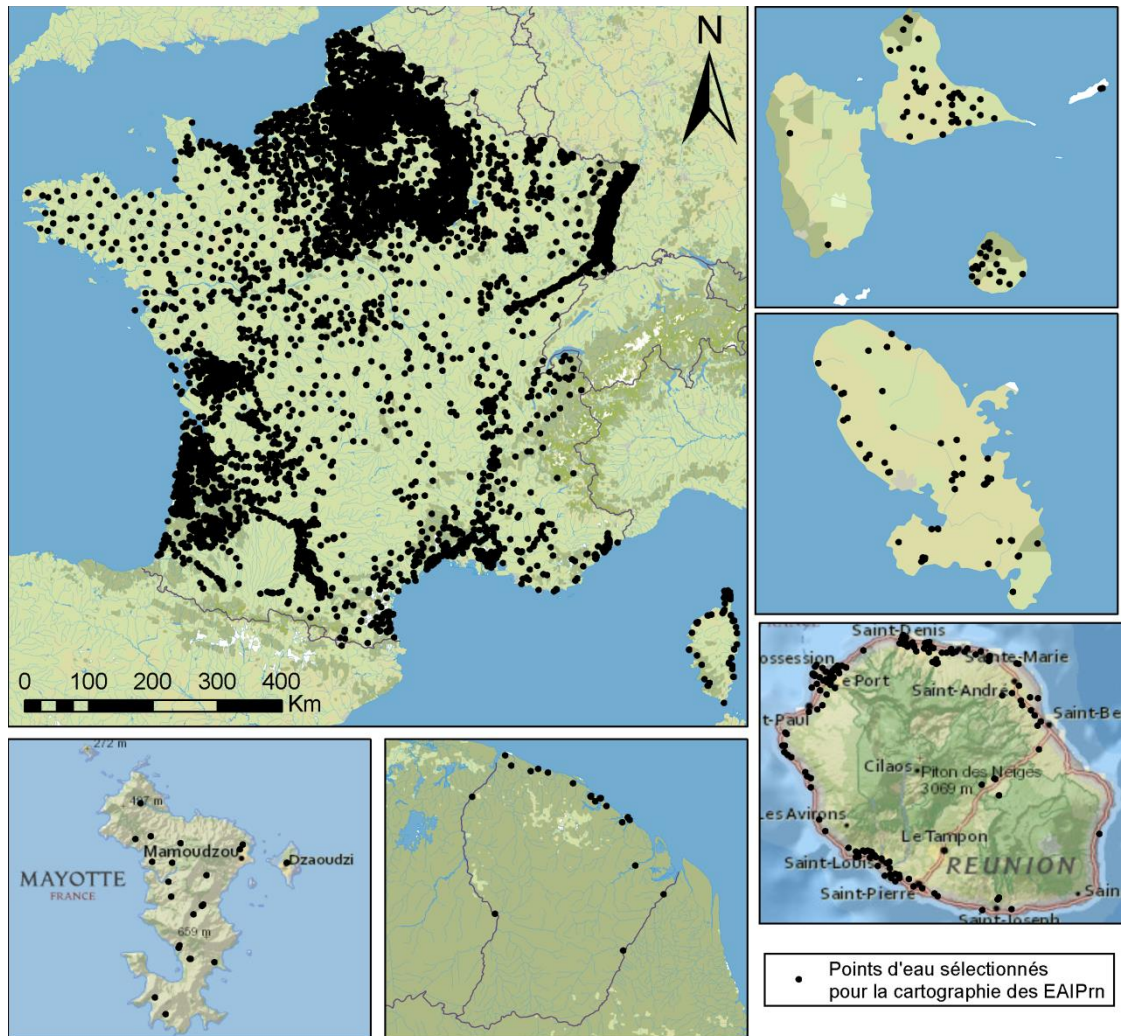 N
0 100 200 300 400
Km
272 m
487 m
Mamoudzou
Dzaoudzi
MAYOTTE
FRANCE
659 m
Saint-Denis
ossession
Sainte-Marie
e Port
Saint-André
t-Paul
Saint-Be
Cilaos
Piton des Neiges
3069 m
Les Avirons
Le Tampon
Saint-Louis
REUNION
Saint-Pierre
Sain
Saint-Joseph
Points d'eau sélectionnés
pour la cartographie des EAIPrn